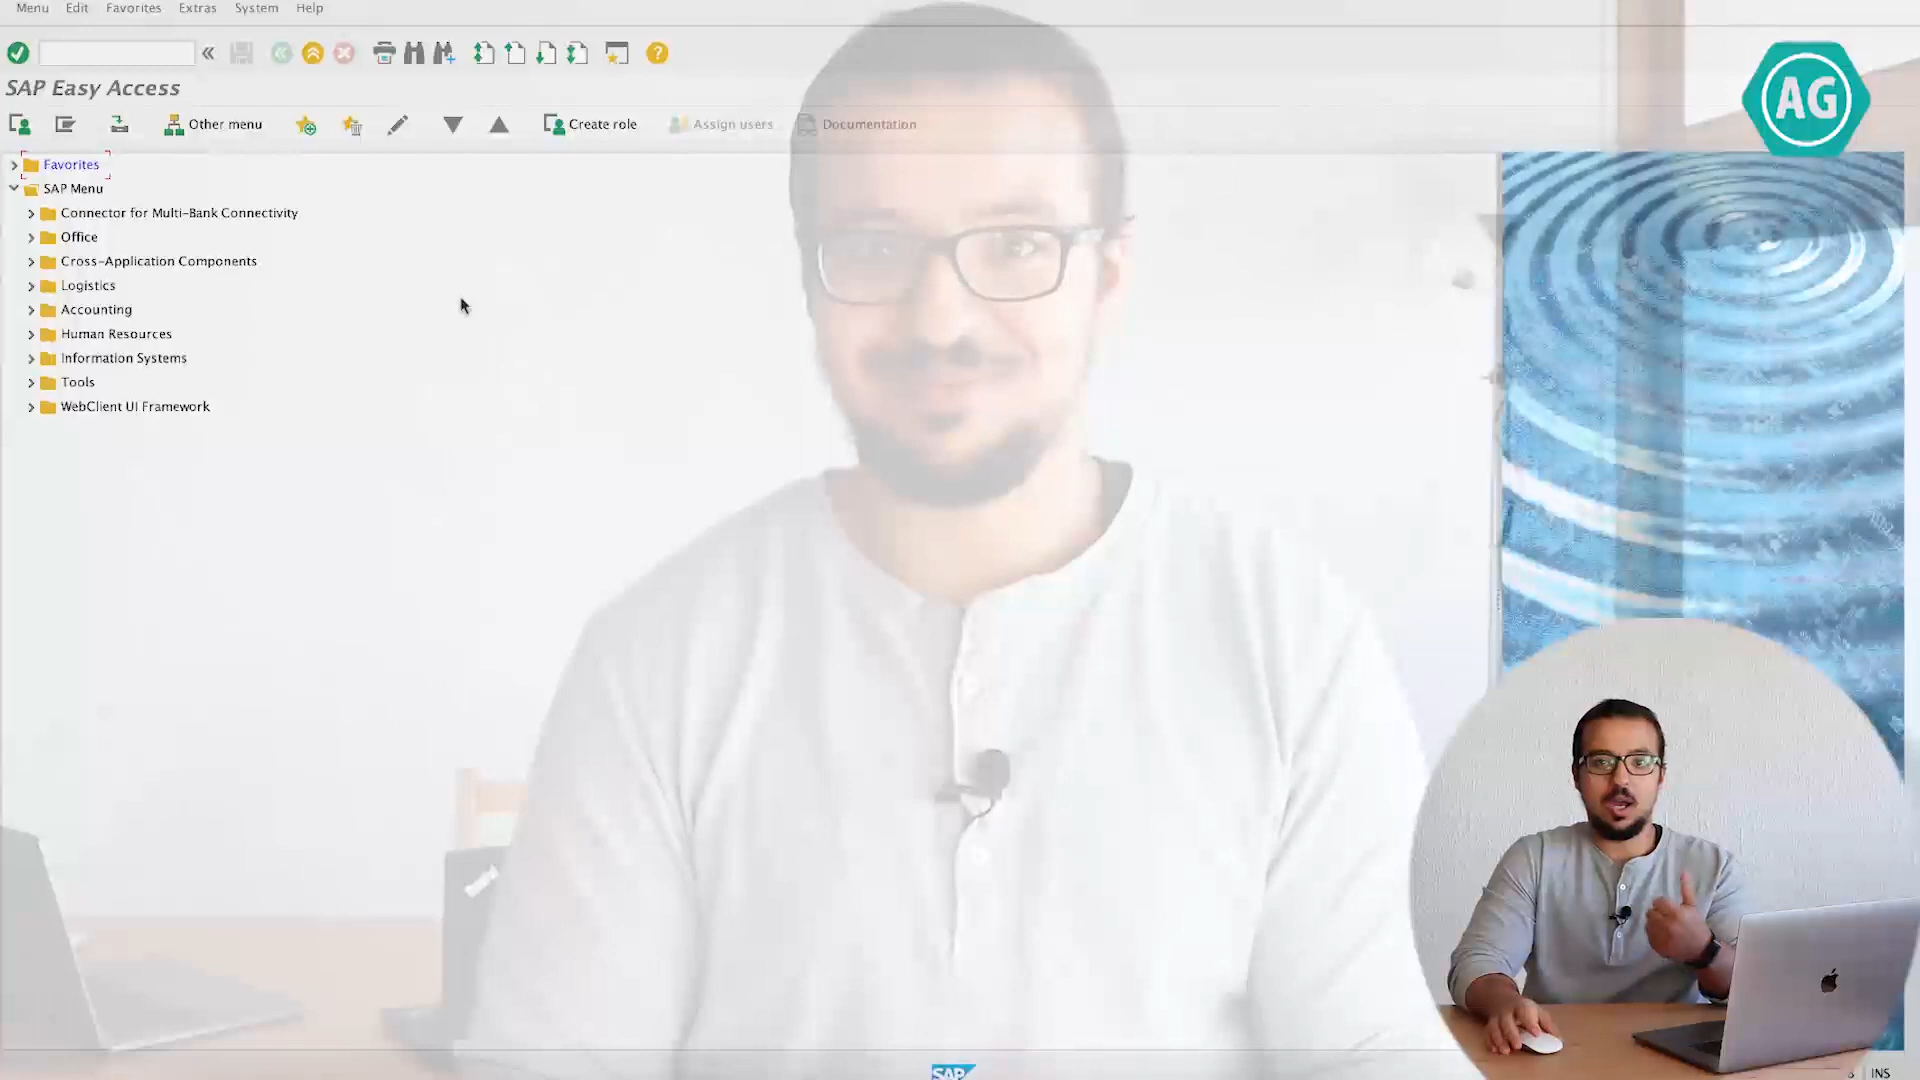 Menu Edit Favorites Extras System Help
SAP Easy Access
AG
Other menu Create role Assign users Documentation
Favorites
SAP Menu
Connector for Multi-Bank Connectivity
Office
Cross-Application Components
Logistics
Accounting
Human Resources
Information Systems
Tools
WebClient UI Framework
SAP
INS